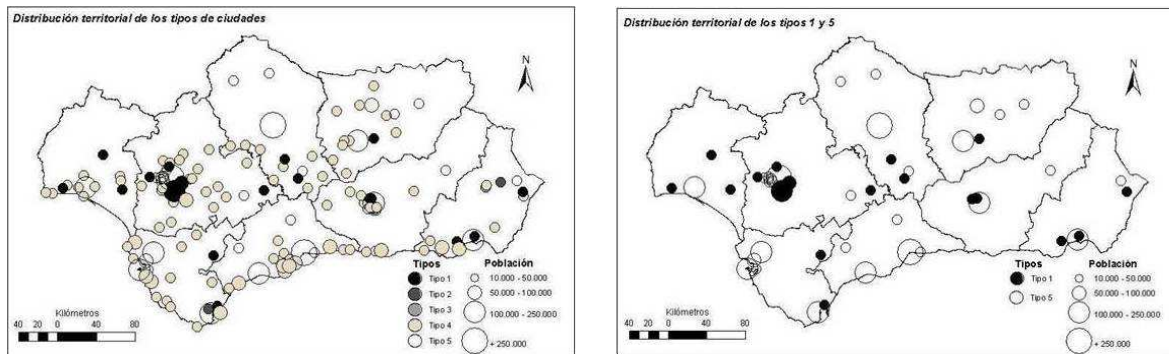 Distribución territorial de los tipos de ciudades
N
Tipos
Tipo 1
Tipo 2
Tipo 3
Tipo 4
Tipo 5
Población
10.000 - 50.000
50.000 - 100.000
100.000 - 250.000
+ 250.000
Kilómetros
40 20 0 40 80
Distribución territorial de los tipos 1 y 5
N
Tipos
Tipo 1
Tipo 5
Población
10.000 - 50.000
50.000 - 100.000
100.000 - 250.000
+ 250.000
Kilómetros
40 20 0 40 80